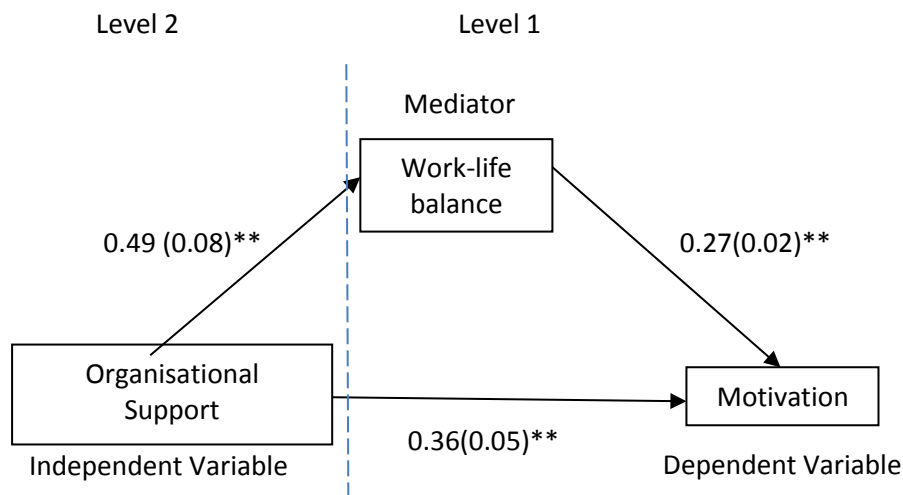 Level 2
Level 1
Mediator
Work-life
balance
0.49 (0.08)**
0.27(0.02)**
Organisational
Support
Motivation
0.36(0.05)**
Independent Variable
Dependent Variable